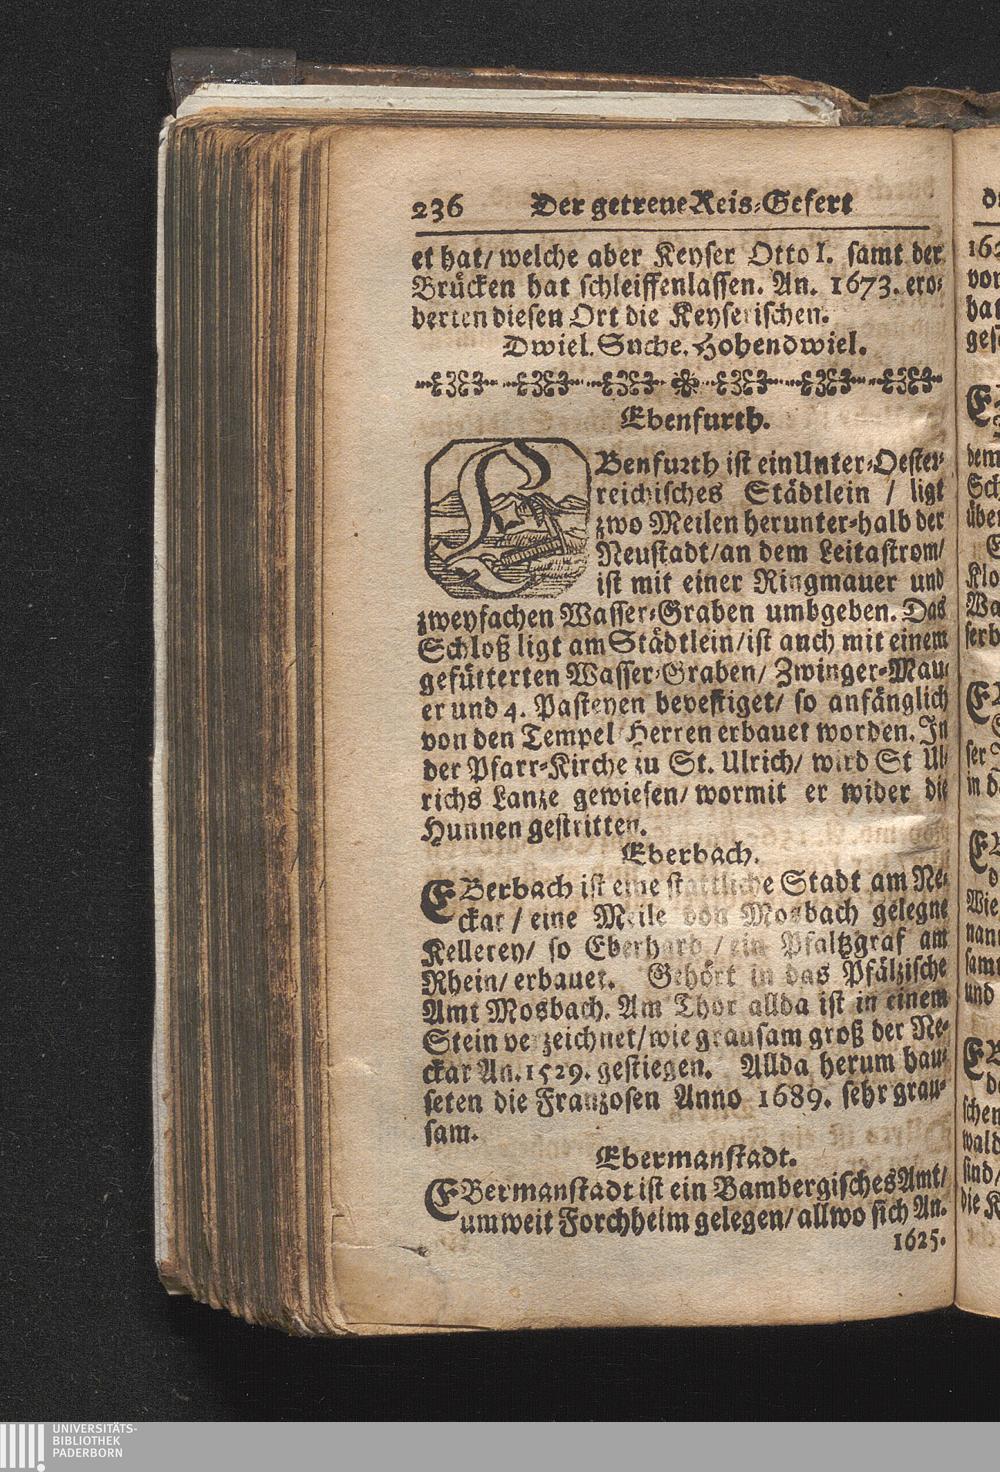 236 Der getreue Reis-Gefert
et hat/ welche aber Keyser Otto I. samt der
Brücken hat schleiffen lassen. An. 1673. ero-
berten diesen Ort die Keyserischen.
Dwiel. Suche. Hohendwiel.
Ebenfurth.
EBenfurth ist ein Unter-Oester-
reichisches Städtlein / ligt
zwo Meilen herunter-halb der
Neustadt/ an dem Leitastrom/
ist mit einer Ringmauer und
zweyfachen Wasser-Graben umbgeben. Das
Schloß ligt am Städtlein/ ist auch mit einem
gefütterten Wasser-Graben/ Zwinger-Mau-
er und 4. Pasteyen bevestiget/ so anfänglich
von den Tempel Herren erbauet worden. In
der Pfarr-Kirche zu St. Ulrich/ wird St Ul-
richs Lanze gewiesen/ wormit er wider die
Hunnen gestritten.
Eberbach.
EBerbach ist eine stattliche Stadt am Ne-
ckar / eine Meile von Mosbach gelegne
Kellerey/ so Eberhard / ein Pfaltzgraf am
Rhein/ erbauet. Gehört in das Pfälzische
Amt Mosbach. Am Thor allda ist in einem
Stein verzeichnet/ wie grausam groß der Ne-
ckar An. 1529. gestiegen. Allda herum hau-
seten die Franzosen Anno 1689. sehr grau-
sam.
Ebermanstadt.
EBermanstadt ist ein Bambergisches Amt/
umweit Forchheim gelegen/ allwo sich An.
1625.
UNIVERSITÄTS-
BIBLIOTHEK
PADERBORN